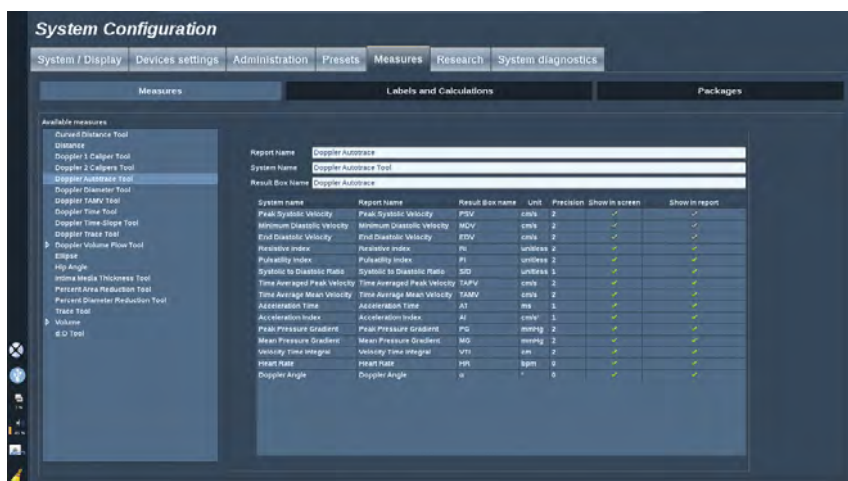 System Configuration
System / Display Devices settings Administration Presets Measures Research System diagnostics
Measures Labels and Calculations Packages
Available measures
Curved Distance Tool
Distance
Doppler 1 Caliper Tool
Doppler 2 Calipers Tool
Doppler Autotrace Tool
Doppler Diameter Tool
Doppler TAMV Tool
Doppler Time Tool
Doppler Time-Slope Tool
Doppler Trace Tool
Doppler Volume Flow Tool
Ellipse
Hip Angle
Intima Media Thickness Tool
Percent Area Reduction Tool
Percent Diameter Reduction Tool
Trace Tool
Volume
d:D Tool
Report Name Doppler Autotrace
System Name Doppler Autotrace Tool
Result Box Name Doppler Autotrace
System name Report Name Result Box name Unit Precision Show in screen Show in report
Peak Systolic Velocity Peak Systolic Velocity PSV cm/s 2
Minimum Diastolic Velocity Minimum Diastolic Velocity MDV cm/s 2
End Diastolic Velocity End Diastolic Velocity EDV cm/s 2
Resistive Index Resistive Index RI unitless 2
Pulsatility Index Pulsatility Index PI unitless 2
Systolic to Diastolic Ratio Systolic to Diastolic Ratio S/D unitless 1
Time Averaged Peak Velocity Time Averaged Peak Velocity TAPV cm/s 2
Time Average Mean Velocity Time Average Mean Velocity TAMV cm/s 2
Acceleration Time Acceleration Time AT ms 1
Acceleration Index Acceleration Index AI cm/s² 1
Peak Pressure Gradient Peak Pressure Gradient PG mmHg 2
Mean Pressure Gradient Mean Pressure Gradient MG mmHg 2
Velocity Time Integral Velocity Time Integral VTI cm 2
Heart Rate Heart Rate HR bpm 0
Doppler Angle Doppler Angle α ° 0